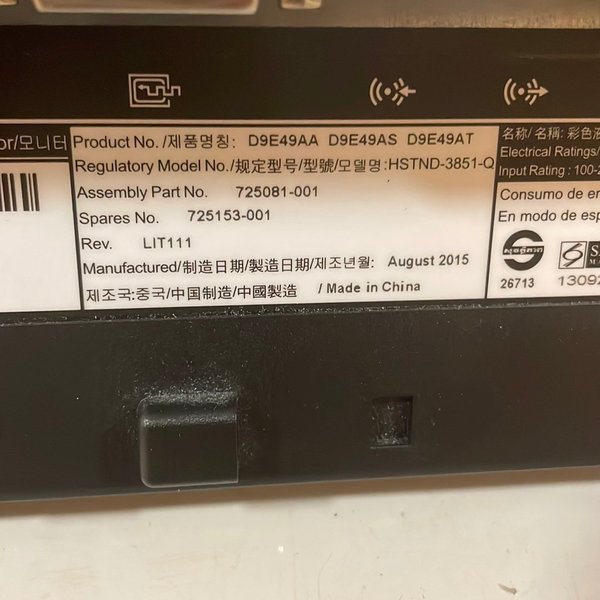 or/모니터
Product No. /제품명칭: D9E49AA D9E49AS D9E49AT
Regulatory Model No./规定型号/型號/모델명:HSTND-3851-Q
Assembly Part No. 725081-001
Spares No. 725153-001
Rev. LIT111
Manufactured/制造日期/製造日期/제조년월: August 2015
제조국:중국/中国制造/中國製造 / Made in China
名称/ 名稱: 彩色液
Electrical Ratings/
Input Rating : 100-2
Consumo de en
En modo de esp
26713 13092